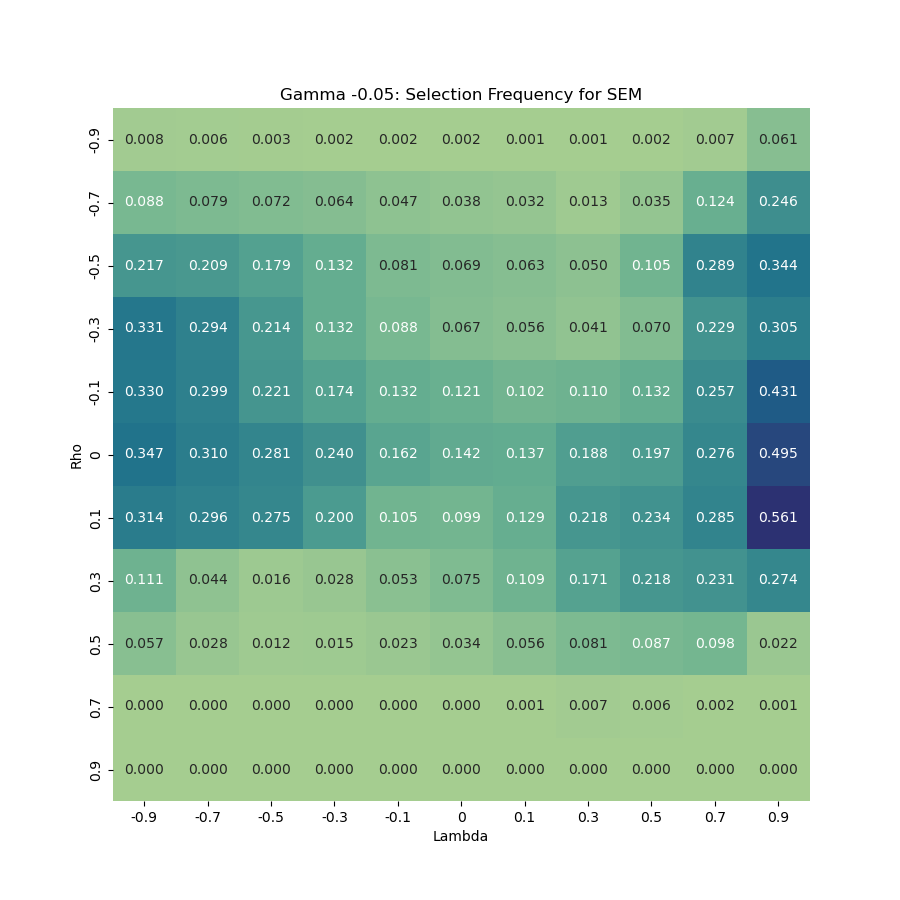 Gamma -0.05: Selection Frequency for SEM
-0.9 0.008 0.006 0.003 0.002 0.002 0.002 0.001 0.001 0.002 0.007 0.061
-0.7 0.088 0.079 0.072 0.064 0.047 0.038 0.032 0.013 0.035 0.124 0.246
-0.5 0.217 0.209 0.179 0.132 0.081 0.069 0.063 0.050 0.105 0.289 0.344
-0.3 0.331 0.294 0.214 0.132 0.088 0.067 0.056 0.041 0.070 0.229 0.305
-0.1 0.330 0.299 0.221 0.174 0.132 0.121 0.102 0.110 0.132 0.257 0.431
Rho
0 0.347 0.310 0.281 0.240 0.162 0.142 0.137 0.188 0.197 0.276 0.495
0.1 0.314 0.296 0.275 0.200 0.105 0.099 0.129 0.218 0.234 0.285 0.561
0.3 0.111 0.044 0.016 0.028 0.053 0.075 0.109 0.171 0.218 0.231 0.274
0.5 0.057 0.028 0.012 0.015 0.023 0.034 0.056 0.081 0.087 0.098 0.022
0.7 0.000 0.000 0.000 0.000 0.000 0.000 0.001 0.007 0.006 0.002 0.001
0.9 0.000 0.000 0.000 0.000 0.000 0.000 0.000 0.000 0.000 0.000 0.000
-0.9 -0.7 -0.5 -0.3 -0.1 0 0.1 0.3 0.5 0.7 0.9
Lambda